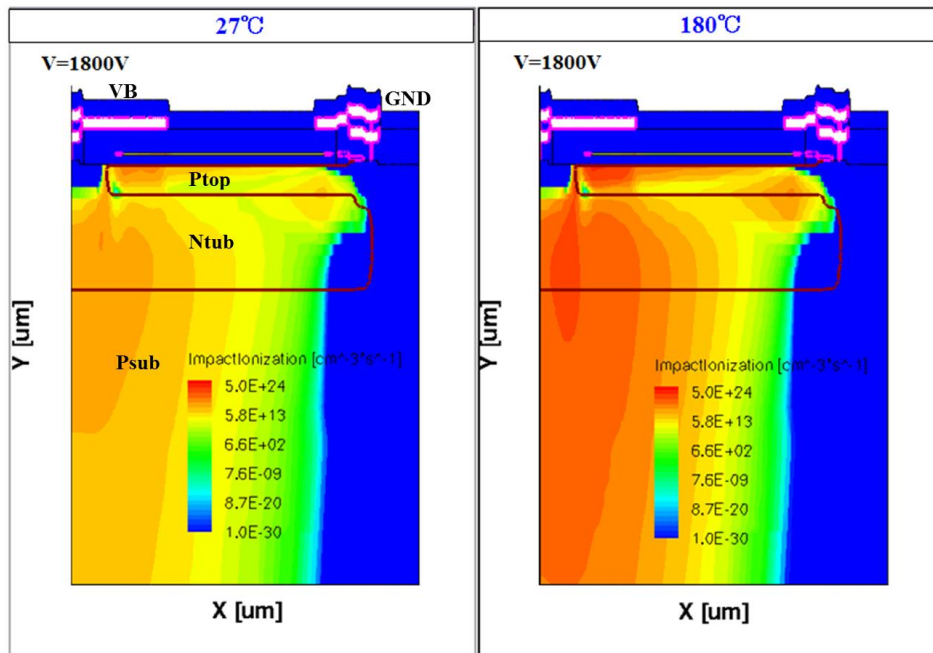 27℃
V=1800V
VB
GND
Ptop
Ntub
Psub
Y [um]
ImpactIonization [cm^-3*s^-1]
5.0E+24
5.8E+13
6.6E+02
7.6E-09
8.7E-20
1.0E-30
X [um]
180℃
V=1800V
Y [um]
ImpactIonization [cm^-3*s^-1]
5.0E+24
5.8E+13
6.6E+02
7.6E-09
8.7E-20
1.0E-30
X [um]